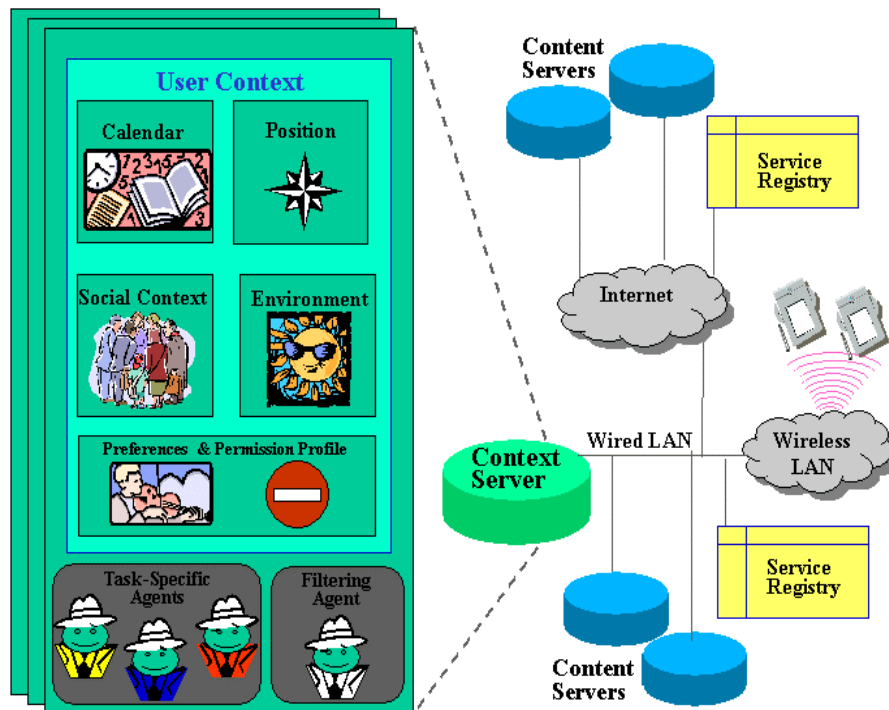 User Context
Calendar
Position
Social Context
Environment
Preferences & Permission Profile
Task-Specific
Agents
Filtering
Agent
Content
Servers
Service
Registry
Internet
Wired LAN
Wireless
LAN
Context
Server
Service
Registry
Content
Servers